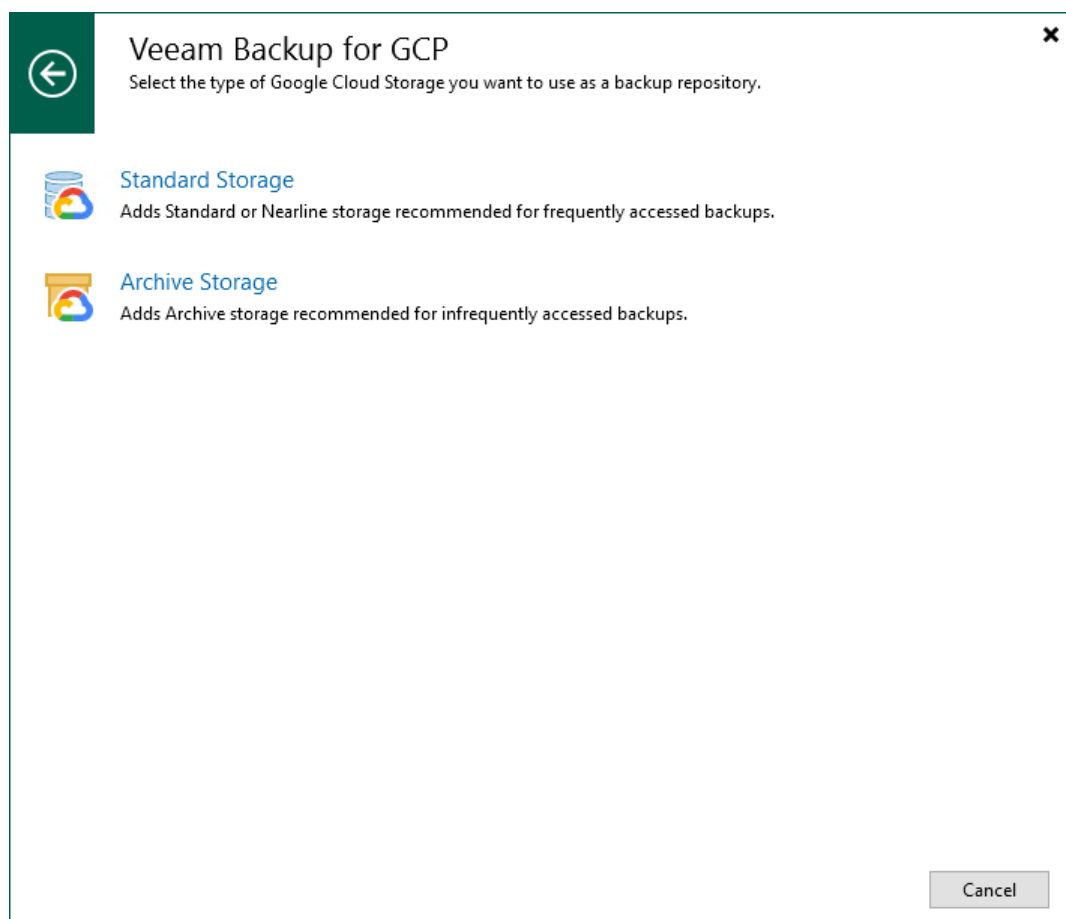 Veeam Backup for GCP
Select the type of Google Cloud Storage you want to use as a backup repository.
Standard Storage
Adds Standard or Nearline storage recommended for frequently accessed backups.
Archive Storage
Adds Archive storage recommended for infrequently accessed backups.
Cancel